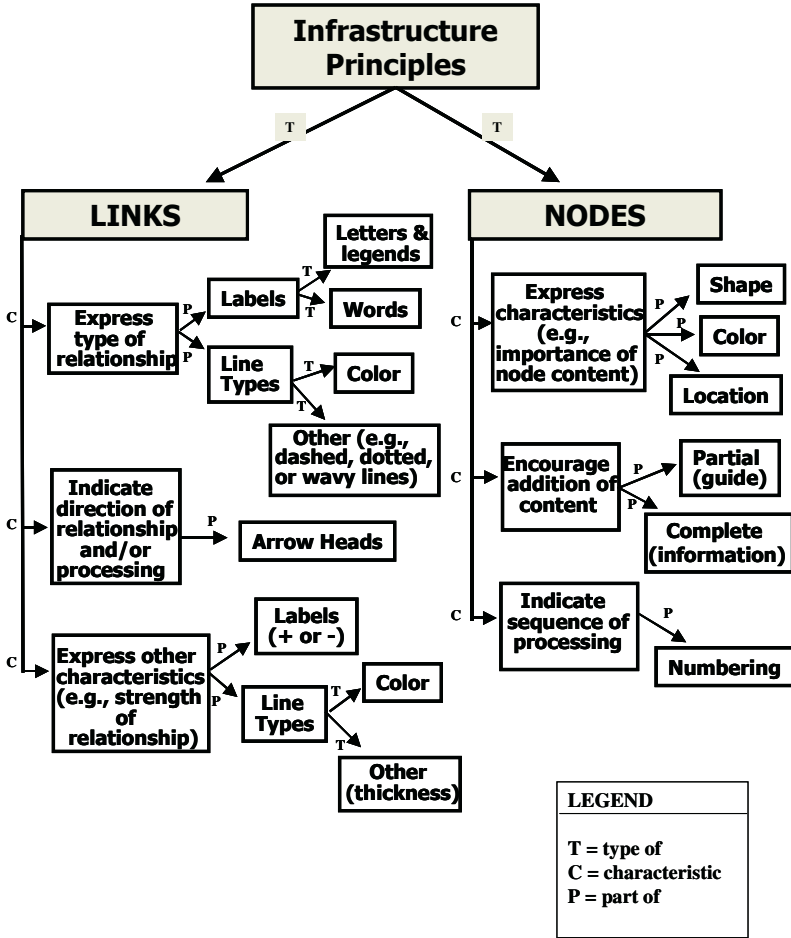 Infrastructure
Principles
T
T
LINKS
C
Express
type of
relationship
P
Labels
T
Letters &
legends
T
Words
P
Line
Types
T
Color
T
Other (e.g.,
dashed, dotted,
or wavy lines)
C
Indicate
direction of
relationship
and/or
processing
P
Arrow Heads
C
Express other
characteristics
(e.g., strength
of
relationship)
P
Labels
(+ or -)
P
Line
Types
T
Color
T
Other
(thickness)
NODES
C
Express
characteristics
(e.g.,
importance of
node content)
P
Shape
P
Color
P
Location
C
Encourage
addition of
content
P
Partial
(guide)
P
Complete
(information)
C
Indicate
sequence of
processing
P
Numbering
LEGEND
T = type of
C = characteristic
P = part of